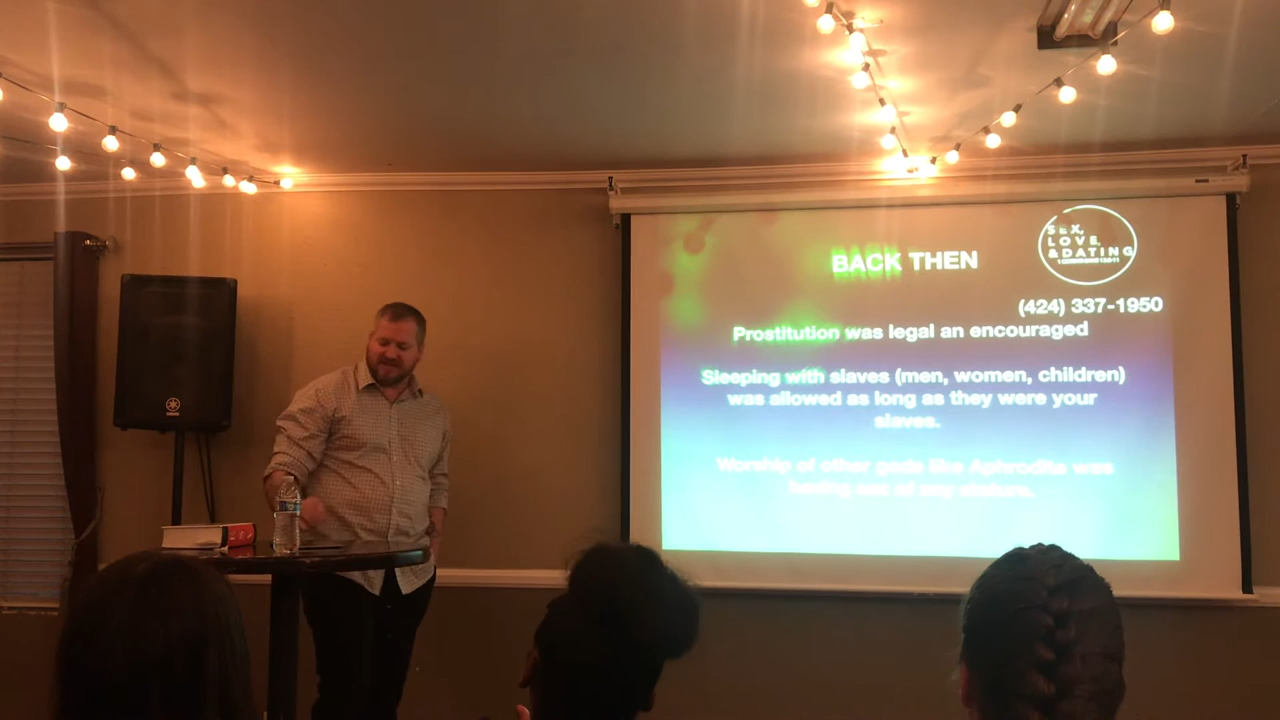 SEX,
LOVE,
& DATING
BACK THEN
(424) 337-1950
Prostitution was legal an encouraged
Sleeping with slaves (men, women, children)
was allowed as long as they were your
slaves.
Worship of other gods like Aphrodite was
having sex of any